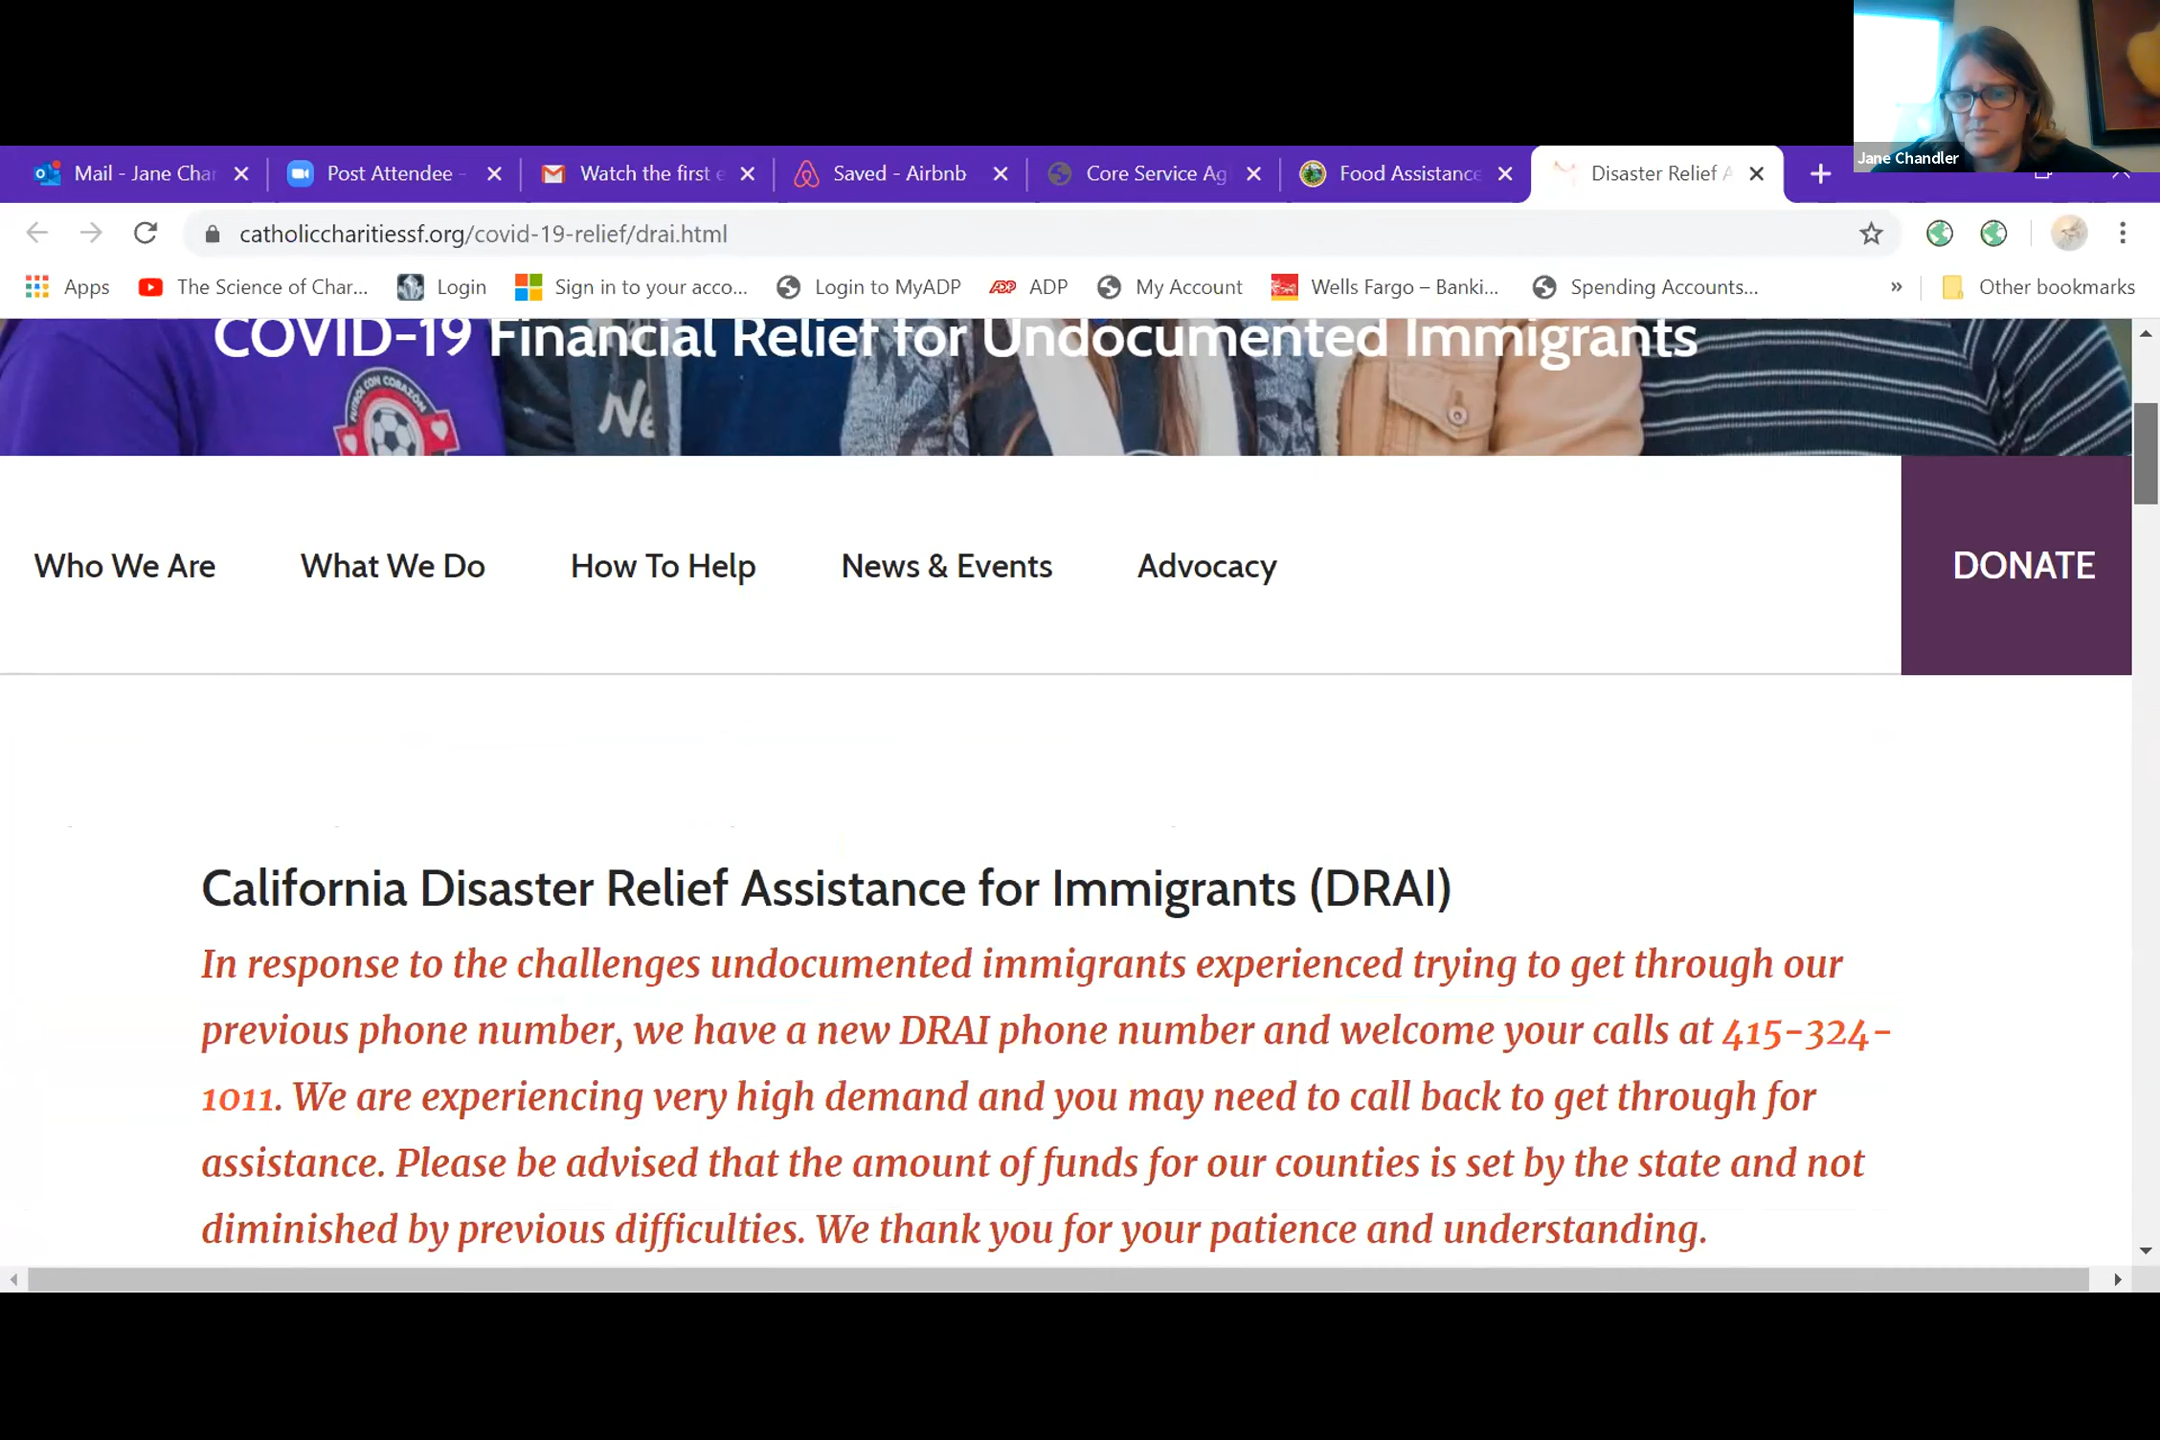 Jane Chandler
Mail - Jane Char
Post Attendee -
Watch the first e
Saved - Airbnb
Core Service Ag
Food Assistance
Disaster Relief A
catholiccharitiessf.org/covid-19-relief/drai.html
Apps
The Science of Char...
Login
Sign in to your acco...
Login to MyADP
ADP
ADP
My Account
Wells Fargo – Banki...
Spending Accounts...
»
Other bookmarks
COVID-19 Financial Relief for Undocumented Immigrants
FUTBOL CON CORAZON
Ne
Who We Are
What We Do
How To Help
News & Events
Advocacy
DONATE
California Disaster Relief Assistance for Immigrants (DRAI)
In response to the challenges undocumented immigrants experienced trying to get through our
previous phone number, we have a new DRAI phone number and welcome your calls at 415-324-
1011. We are experiencing very high demand and you may need to call back to get through for
assistance. Please be advised that the amount of funds for our counties is set by the state and not
diminished by previous difficulties. We thank you for your patience and understanding.